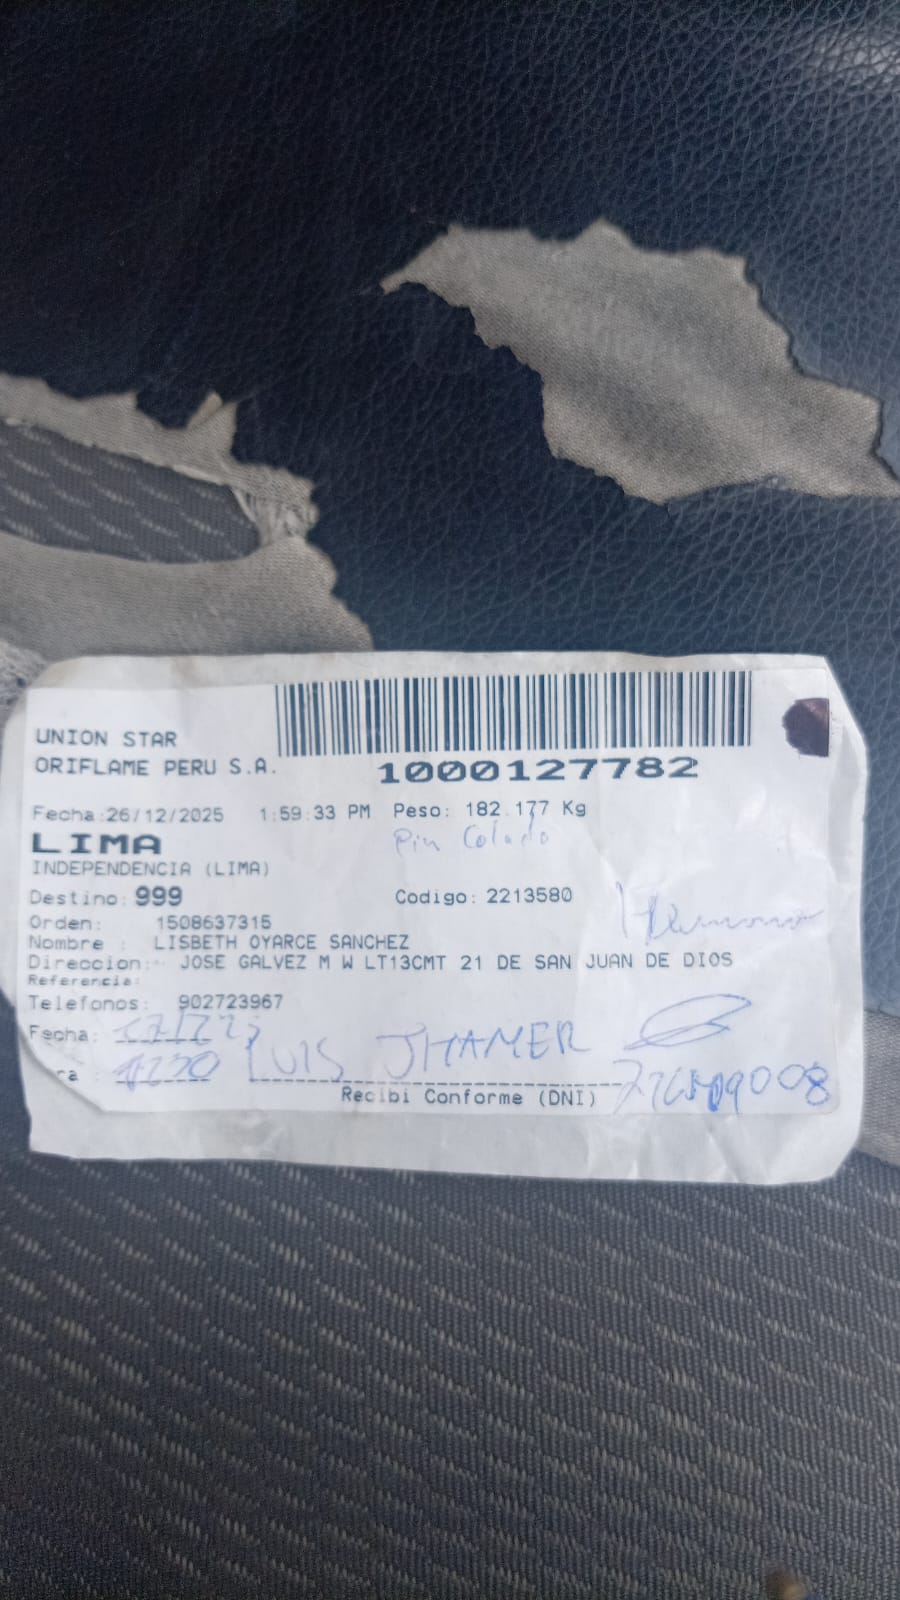 UNION STAR
ORIFLAME PERU S.A.
1000127782
Fecha:26/12/2025 1:59:33 PM Peso: 182.177 Kg
LIMA
Pin Colado
INDEPENDENCIA (LIMA)
Destino: 999 Codigo: 2213580
Orden: 1508637315
Nombre : LISBETH OYARCE SANCHEZ
Direccion: JOSE GALVEZ M W LT13CMT 21 DE SAN JUAN DE DIOS
Referencia:
Telefonos: 902723967
Fecha:
ra : LUIS JHAMER
Recibi Conforme (DNI)